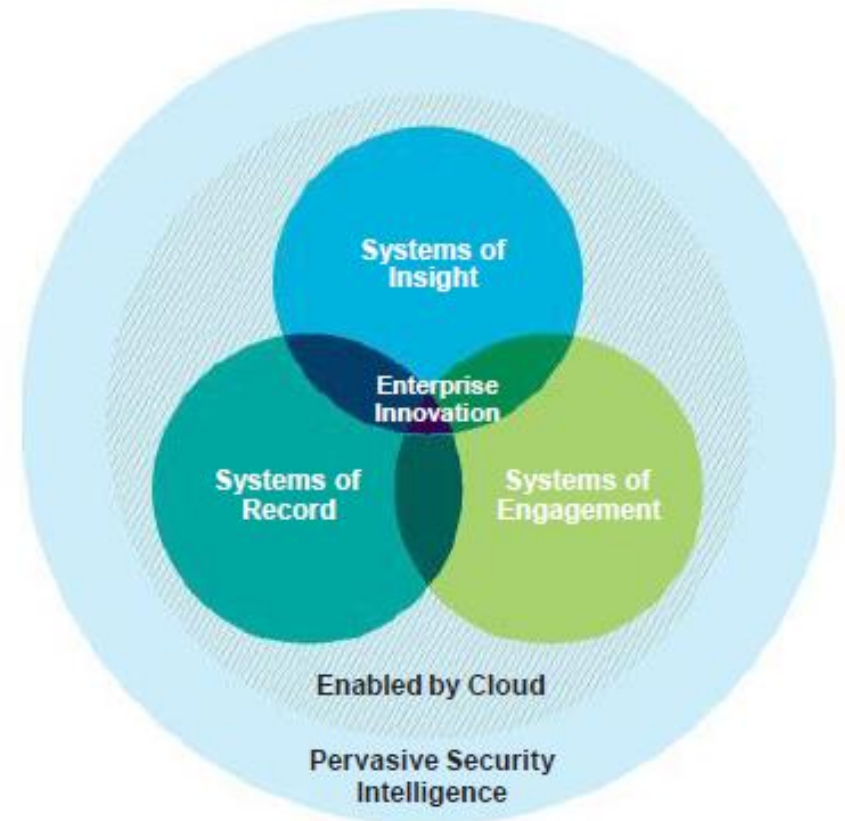 Systems of
Insight
Enterprise
Innovation
Systems of
Record
Systems of
Engagement
Enabled by Cloud
Pervasive Security
Intelligence